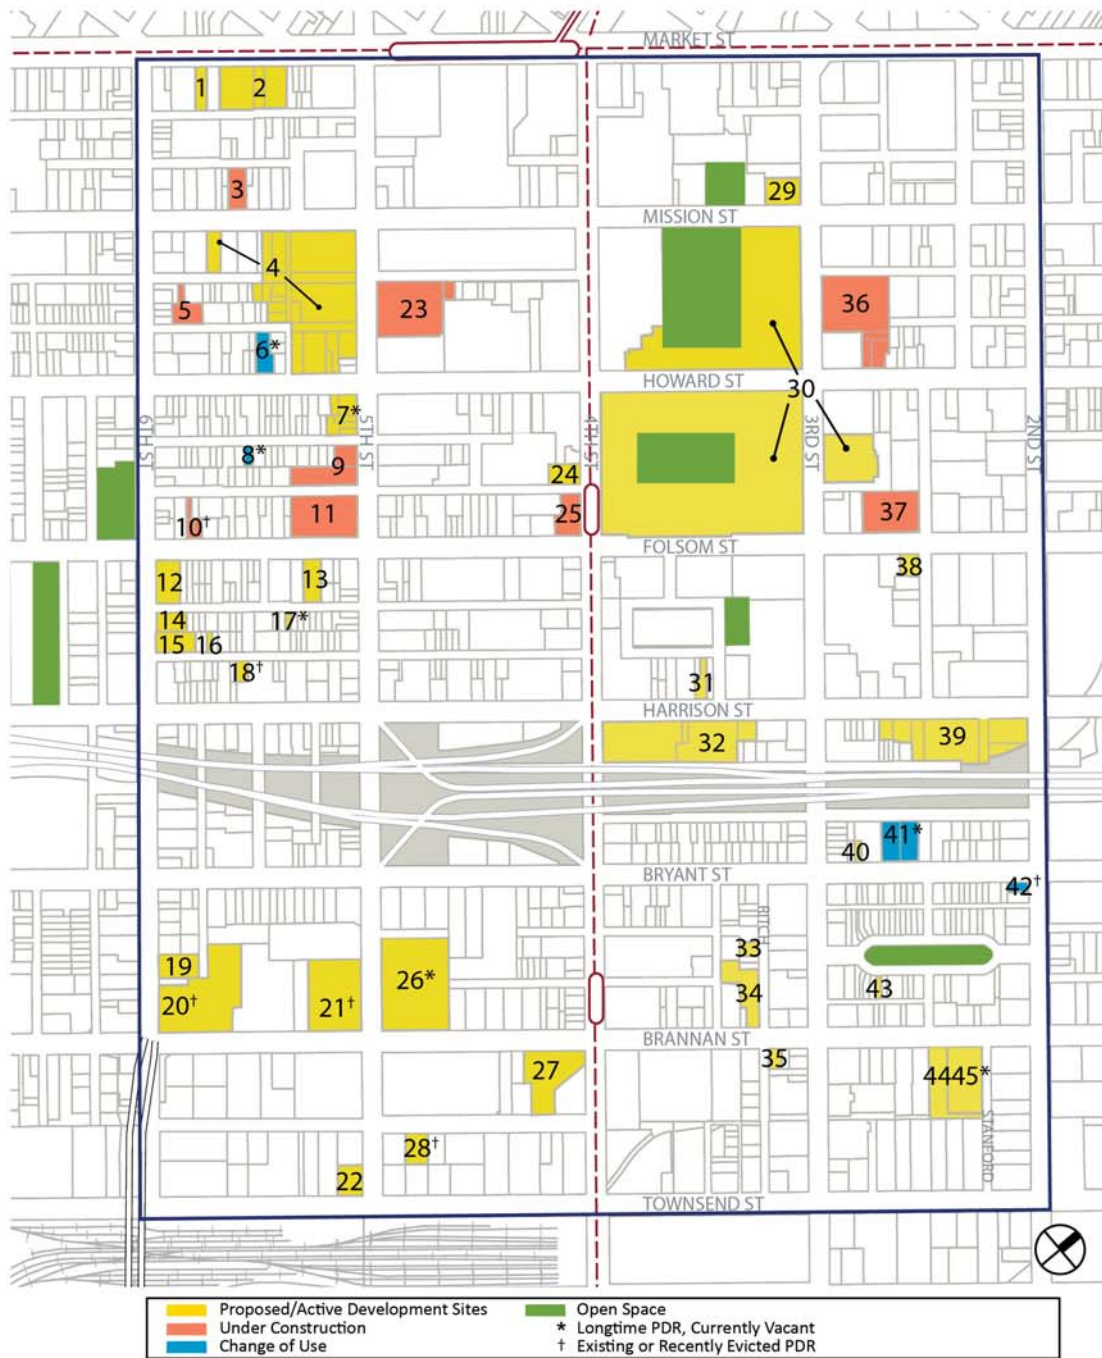 MARKET ST
1
2
3
29
MISSION ST
4
5
23
36
6*
HOWARD ST
30
7*
6TH ST
5TH ST
4TH ST
3RD ST
2ND ST
8*
9
24
10†
11
25
37
FOLSOM ST
12
13
38
14
17*
15
16
18†
31
HARRISON ST
32
39
41*
40
BRYANT ST
42†
RITCH
33
19
26*
20†
21†
34
43
BRANNAN ST
35
27
44
45*
STANFORD
28†
22
TOWNSEND ST
Proposed/Active Development Sites
Under Construction
Change of Use
Open Space
* Longtime PDR, Currently Vacant
† Existing or Recently Evicted PDR